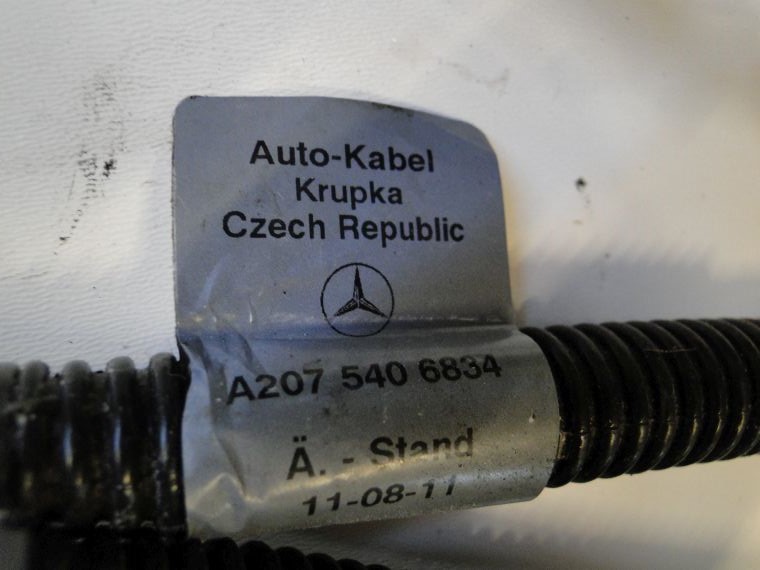 Auto-Kabel
Krupka
Czech Republic
A207 540 6834
Ä. - Stand
11-08-11